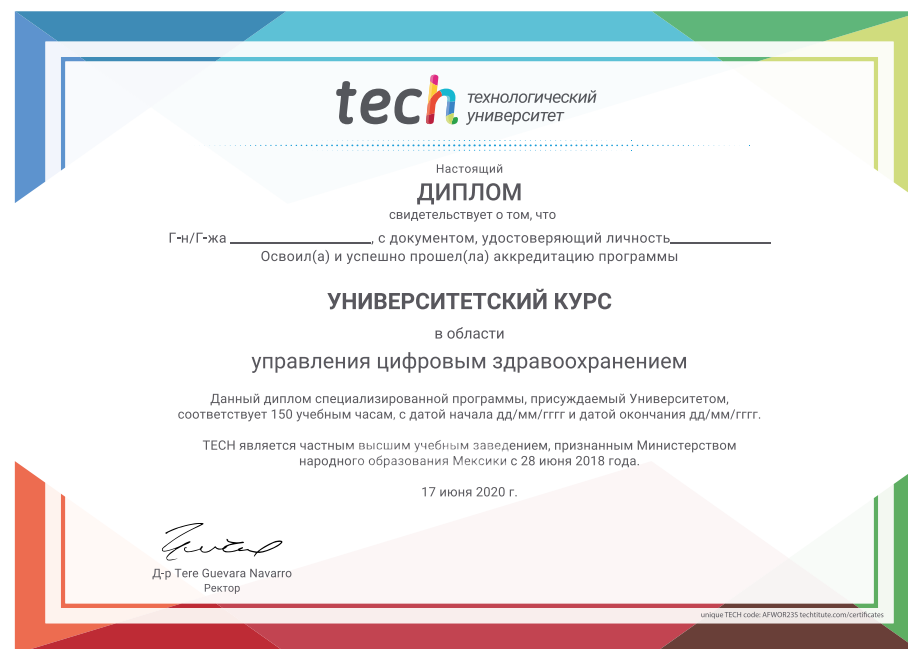 tech технологический
университет
Настоящий
ДИПЛОМ
свидетельствует о том, что
Г-н/Г-жа ____________________, с документом, удостоверяющий личность______________
Освоил(а) и успешно прошел(ла) аккредитацию программы
УНИВЕРСИТЕТСКИЙ КУРС
в области
управления цифровым здравоохранением
Данный диплом специализированной программы, присуждаемый Университетом,
соответствует 150 учебным часам, с датой начала дд/мм/гггг и датой окончания дд/мм/гггг.
TECH является частным высшим учебным заведением, признанным Министерством
народного образования Мексики с 28 июня 2018 года.
17 июня 2020 г.
Д-р Tere Guevara Navarro
Ректор
unique TECH code: AFWOR23S techtitute.com/certificates